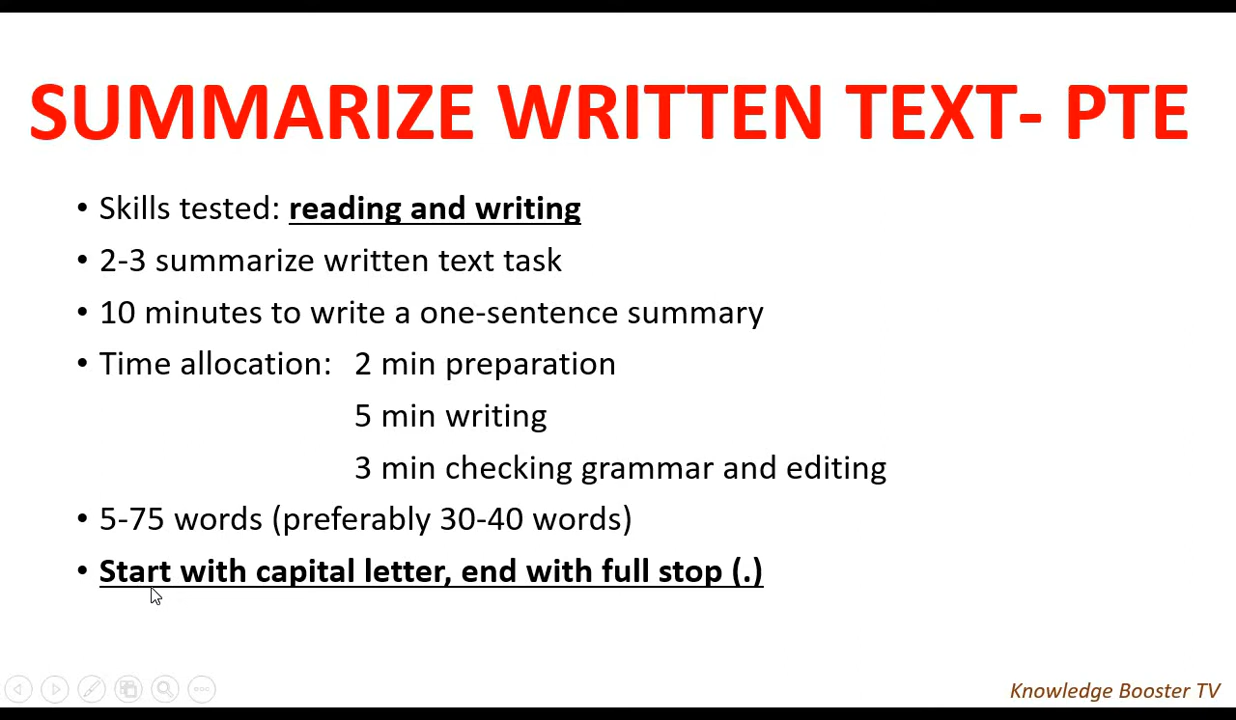 SUMMARIZE WRITTEN TEXT- PTE
• Skills tested: reading and writing
• 2-3 summarize written text task
• 10 minutes to write a one-sentence summary
• Time allocation: 2 min preparation
5 min writing
3 min checking grammar and editing
• 5-75 words (preferably 30-40 words)
• Start with capital letter, end with full stop (.)
Knowledge Booster TV